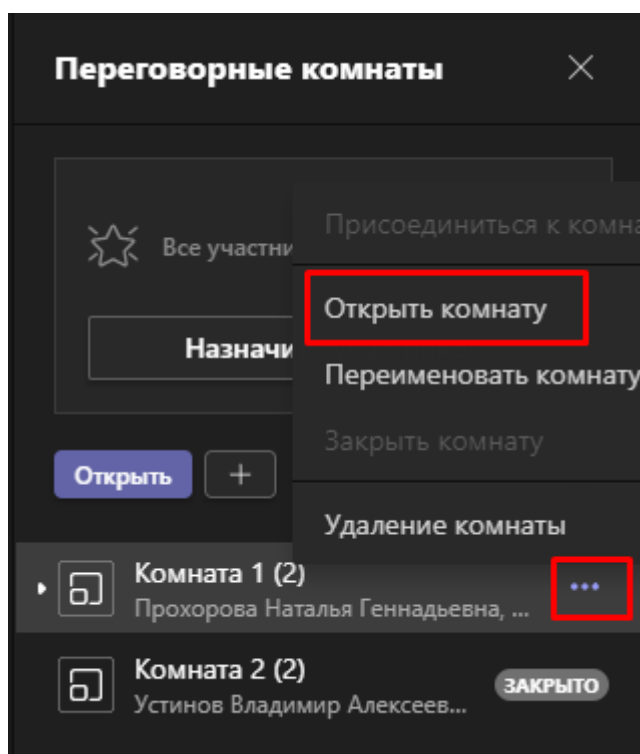 Переговорные комнаты
Все участни
Назначи
Присоединиться к комна
Открыть комнату
Переименовать комнату
Закрыть комнату
Удаление комнаты
Открыть +
Комната 1 (2)
Прохорова Наталья Геннадьевна, ...
Комната 2 (2)
Устинов Владимир Алексеев...
ЗАКРЫТО